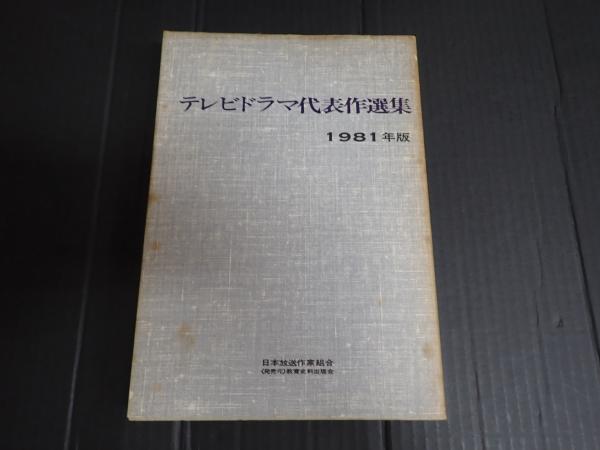 テレビドラマ代表作選集
1981年版
日本放送作家組合
(発売元)教育史料出版会